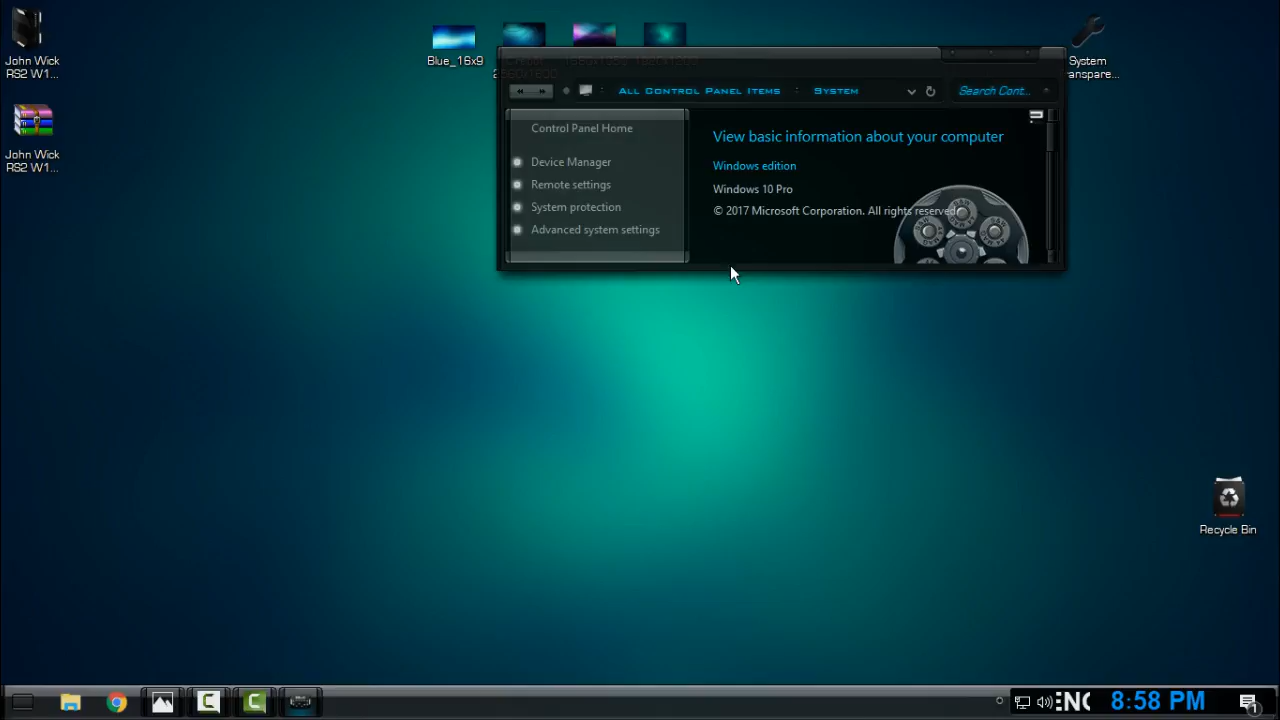 John Wick
RS2 W1...
John Wick
RS2 W1...
Blue_16x9
System
Transpare...
ALL CONTROL PANEL ITEMS
SYSTEM
Search Cont...
Control Panel Home
Device Manager
Remote settings
System protection
Advanced system settings
View basic information about your computer
Windows edition
Windows 10 Pro
© 2017 Microsoft Corporation. All rights reserved.
Recycle Bin
8:58 PM
1